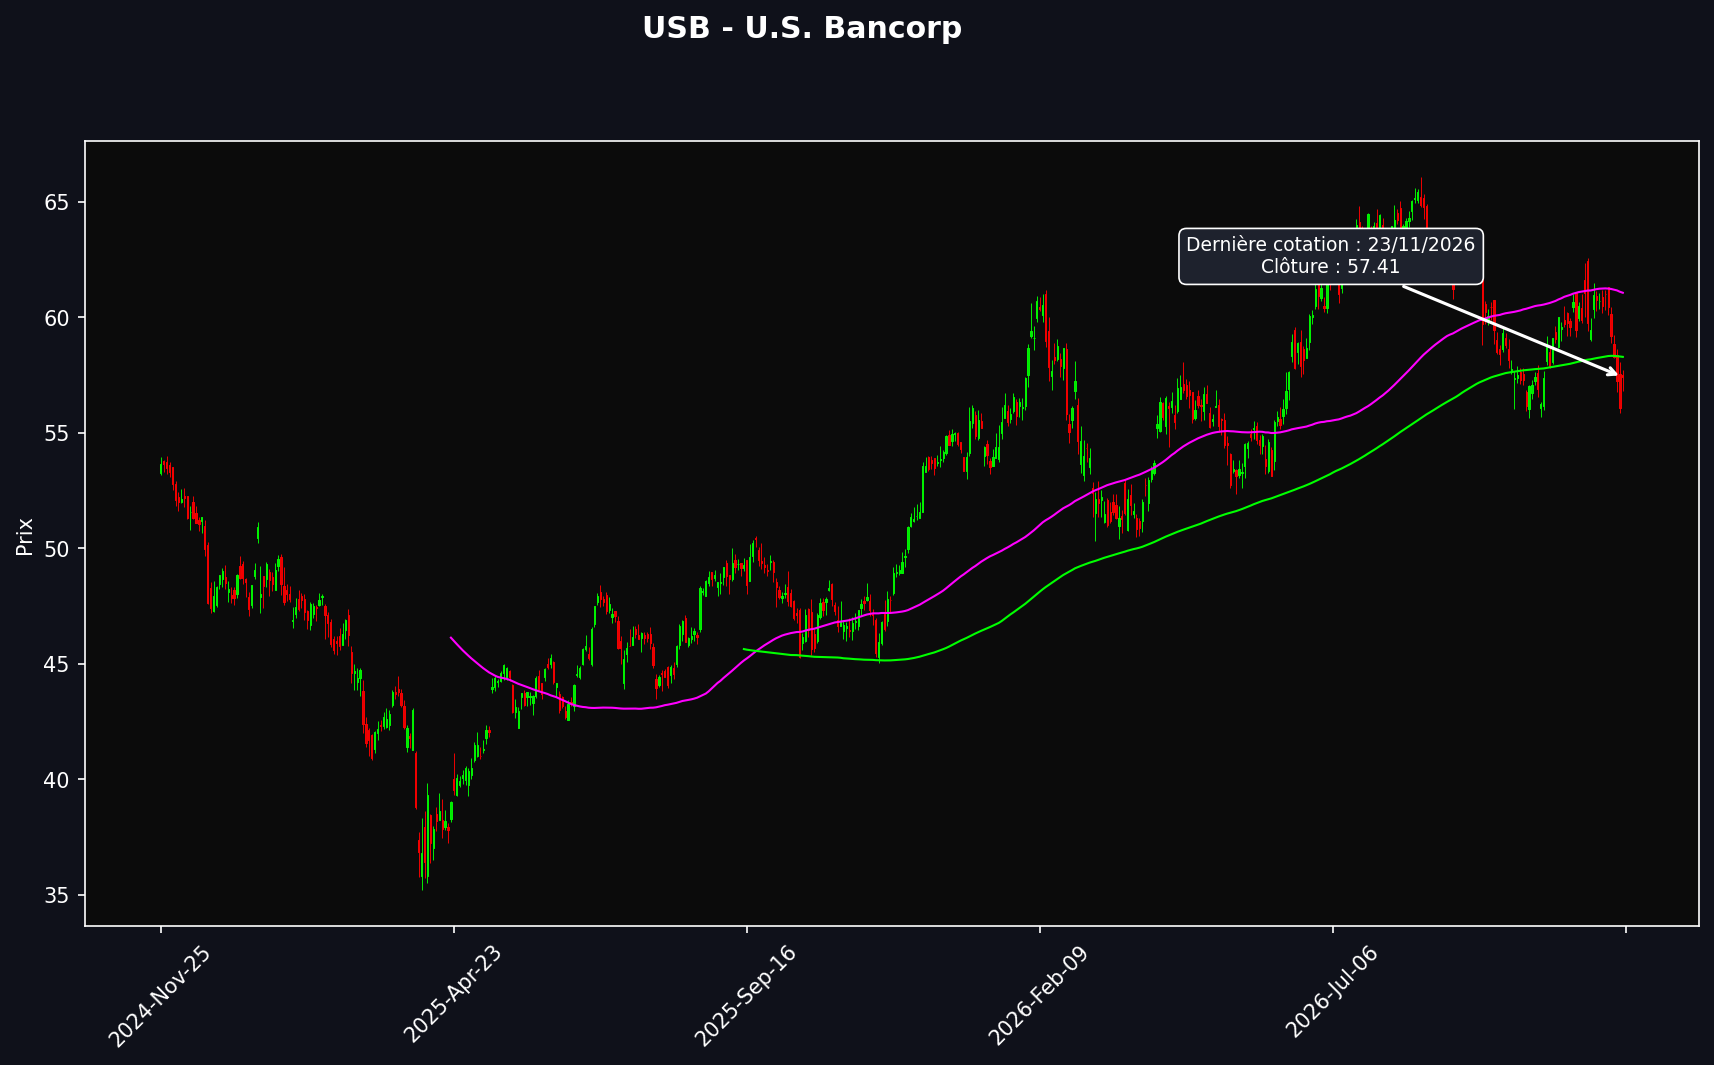 USB - U.S. Bancorp
Prix
65
60
55
50
45
40
35
Dernière cotation : 23/11/2026
Clôture : 57.41
2024-Nov-25
2025-Apr-23
2025-Sep-16
2026-Feb-09
2026-Jul-06